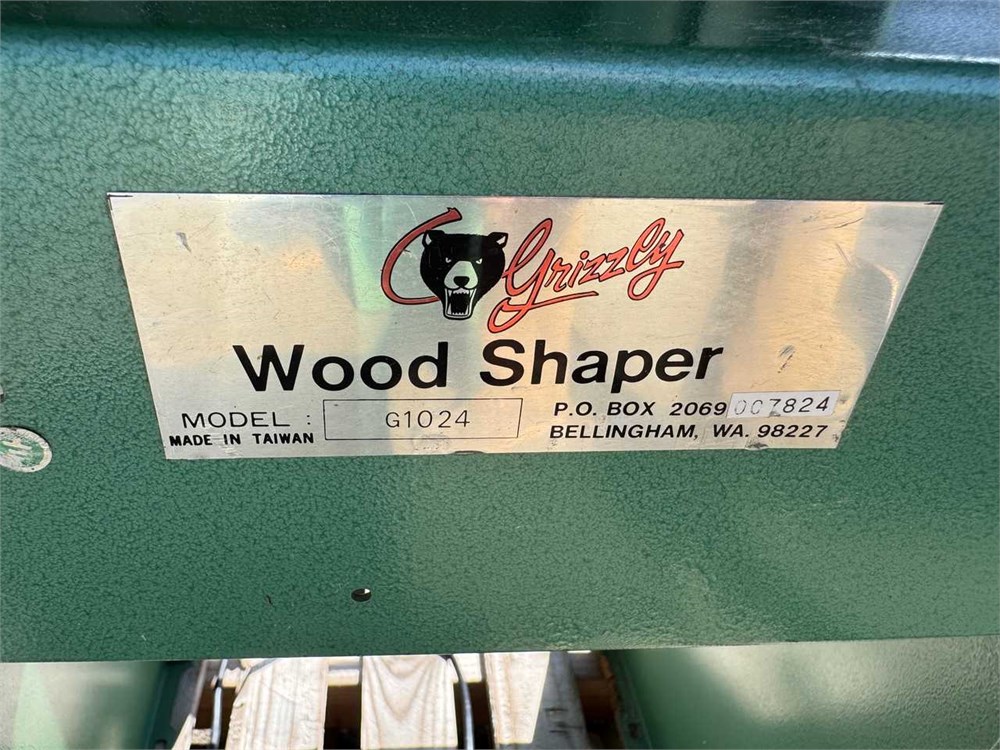 Grizzly
Wood Shaper
MODEL : G1024
MADE IN TAIWAN
P.O. BOX 2069 007824
BELLINGHAM, WA. 98227